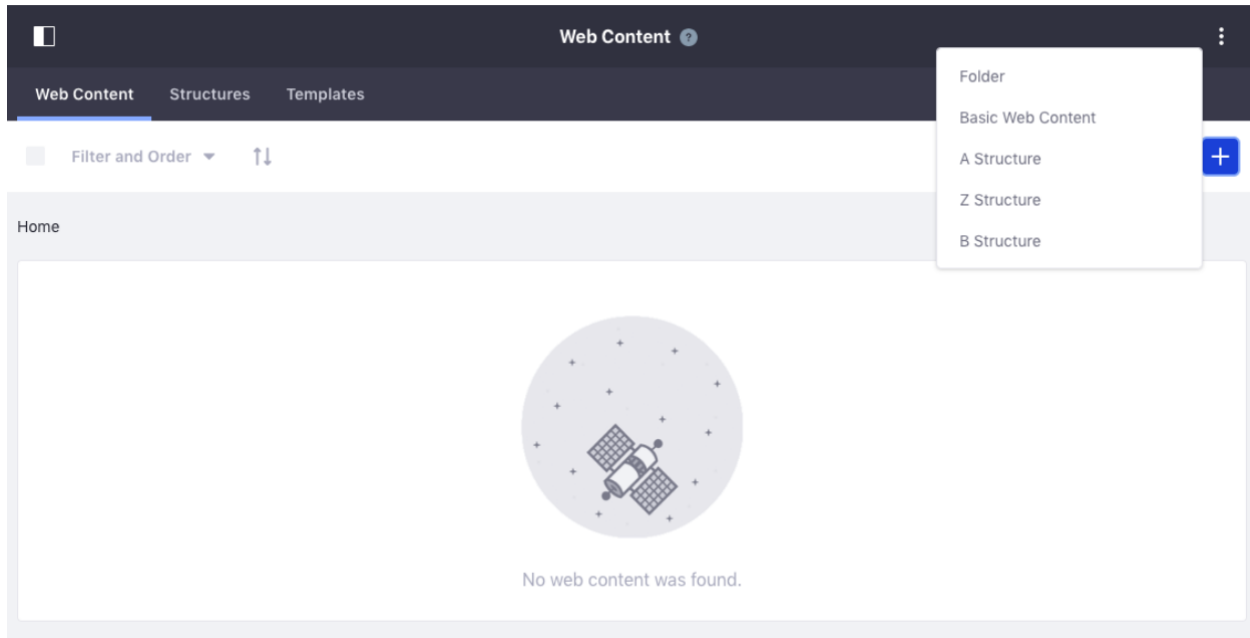 Web Content ?
Web Content Structures Templates
Folder
Basic Web Content
A Structure
Z Structure
B Structure
Filter and Order
Home
No web content was found.